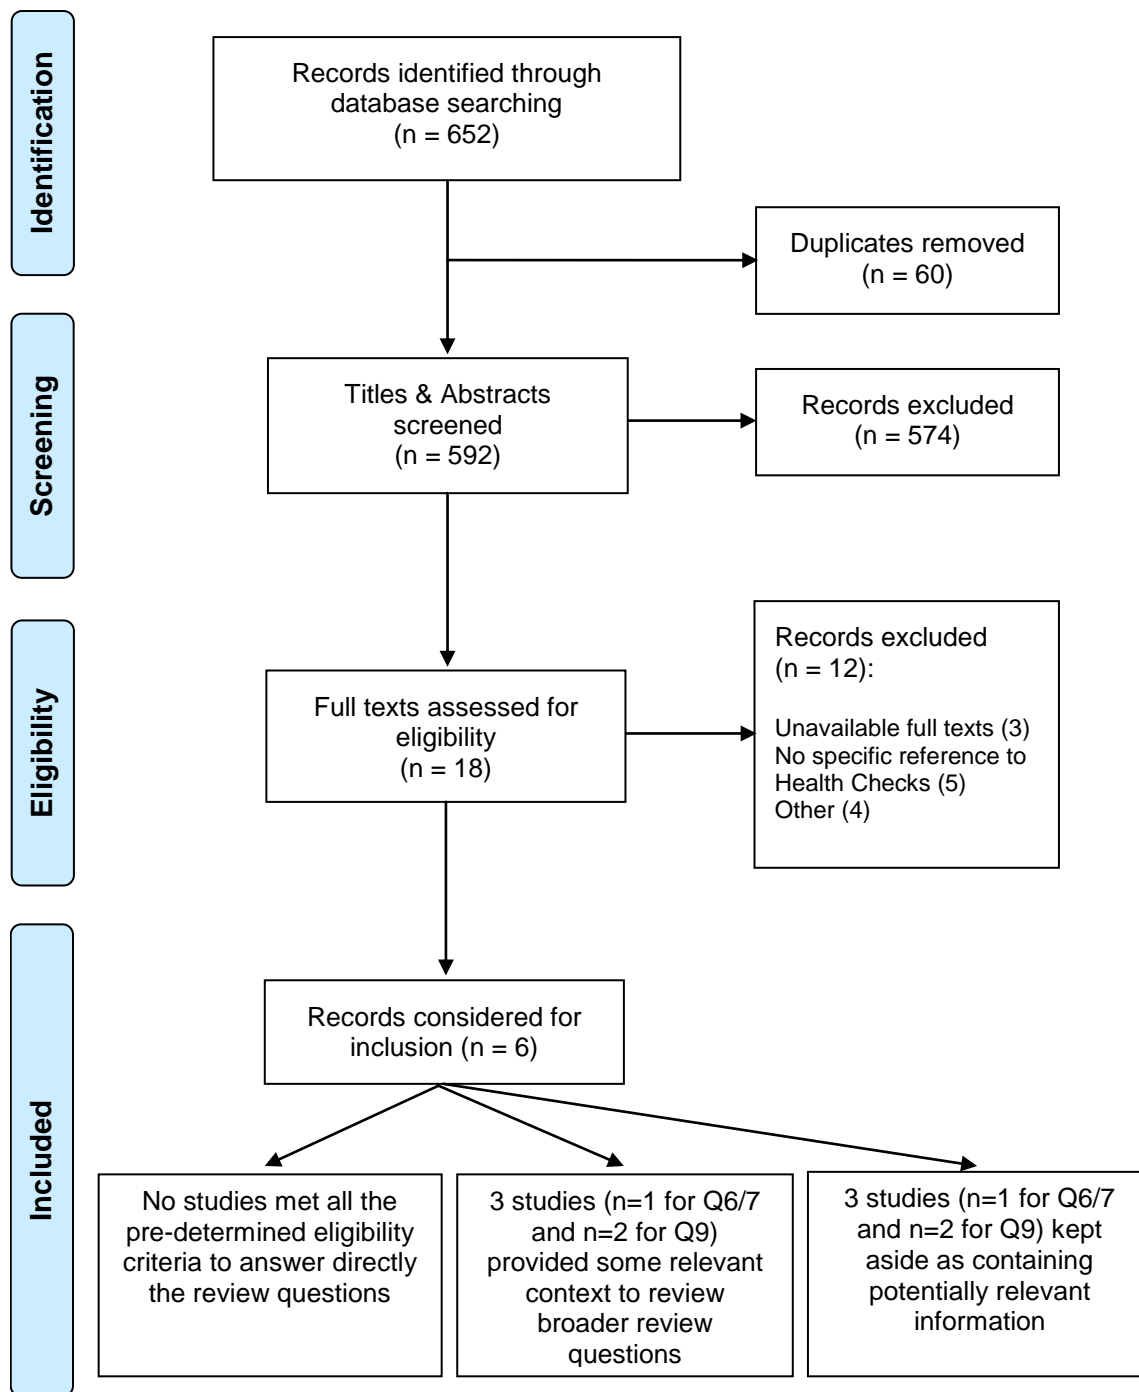 Identification
Records identified through
database searching
(n = 652)
Duplicates removed
(n = 60)
Screening
Titles & Abstracts
screened
(n = 592)
Records excluded
(n = 574)
Eligibility
Full texts assessed for
eligibility
(n = 18)
Records excluded
(n = 12):
Unavailable full texts (3)
No specific reference to
Health Checks (5)
Other (4)
Included
Records considered for
inclusion (n = 6)
No studies met all the
pre-determined eligibility
criteria to answer directly
the review questions
3 studies (n=1 for Q6/7
and n=2 for Q9)
provided some relevant
context to review
broader review
questions
3 studies (n=1 for Q6/7
and n=2 for Q9) kept
aside as containing
potentially relevant
information